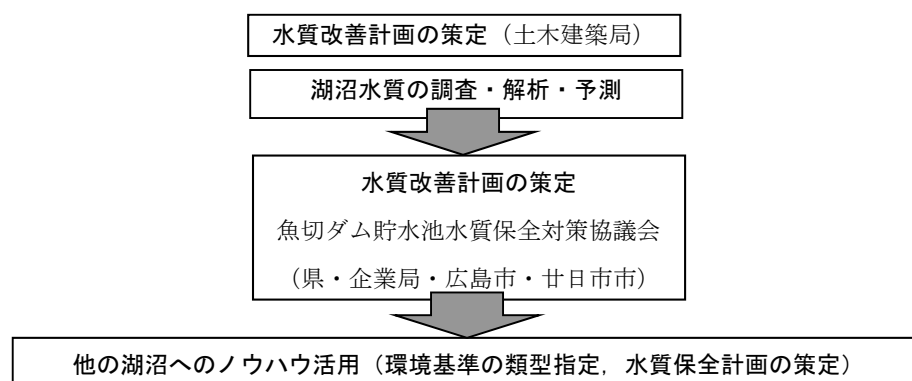 水質改善計画の策定（土木建築局）
湖沼水質の調査・解析・予測
水質改善計画の策定
魚切ダム貯水池水質保全対策協議会
（県・企業局・広島市・廿日市市）
他の湖沼へのノウハウ活用（環境基準の類型指定，水質保全計画の策定）